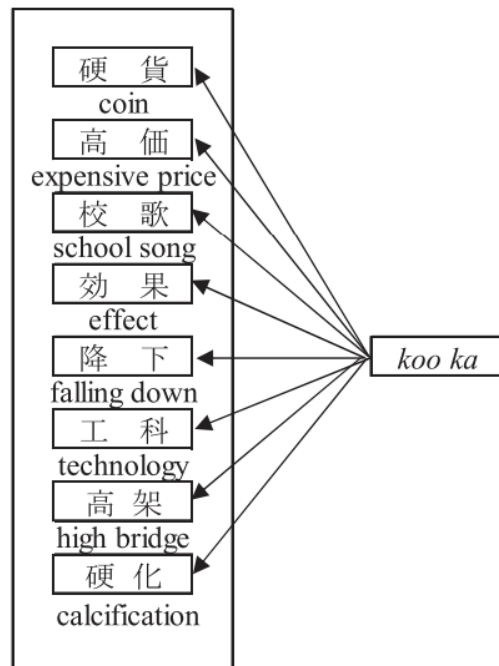 硬 貨
coin
高 価
expensive price
校 歌
school song
効 果
effect
降 下
falling down
koo ka
工 科
technology
高 架
high bridge
硬 化
calcification